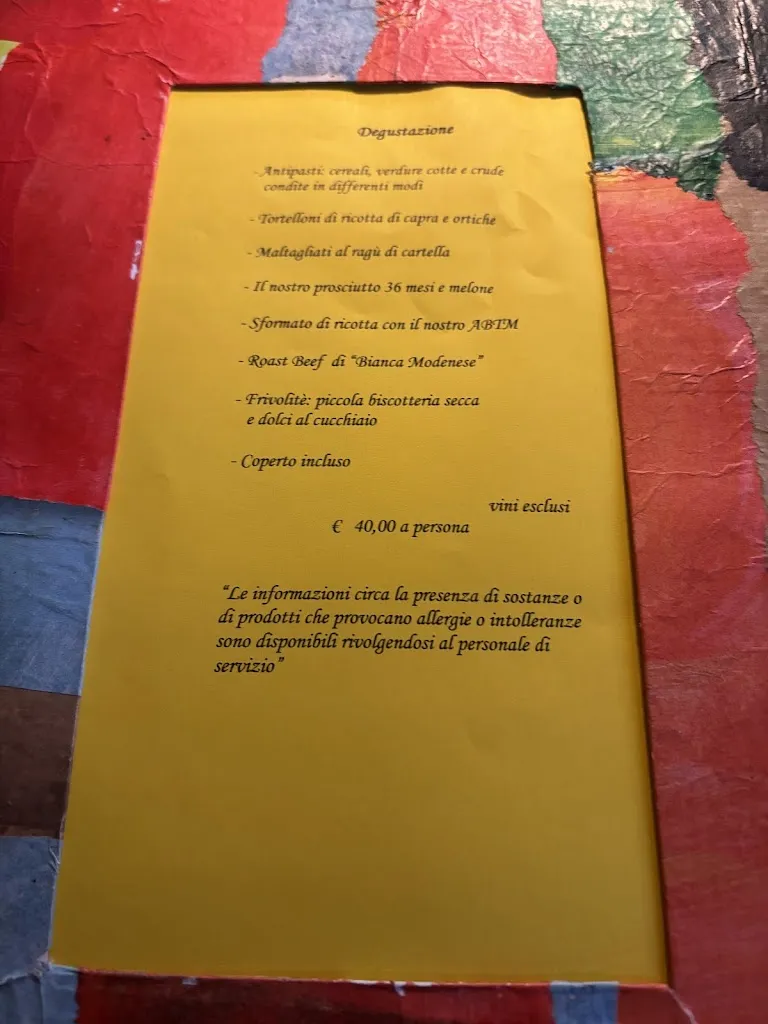 Degustazione
- Antipasti: cereali, verdure cotte e crude
condite in differenti modi
- Tortelloni di ricotta di capra e ortiche
- Maltagliati al ragù di cartella
- Il nostro prosciutto 36 mesi e melone
- Sformato di ricotta con il nostro ABTM
- Roast Beef di "Bianca Modenese"
- Frivolitè: piccola biscotteria secca
e dolci al cucchiaio
- Coperto incluso
vini esclusi
€ 40,00 a persona
"Le informazioni circa la presenza di sostanze o
di prodotti che provocano allergie o intolleranze
sono disponibili rivolgendosi al personale di
servizio"